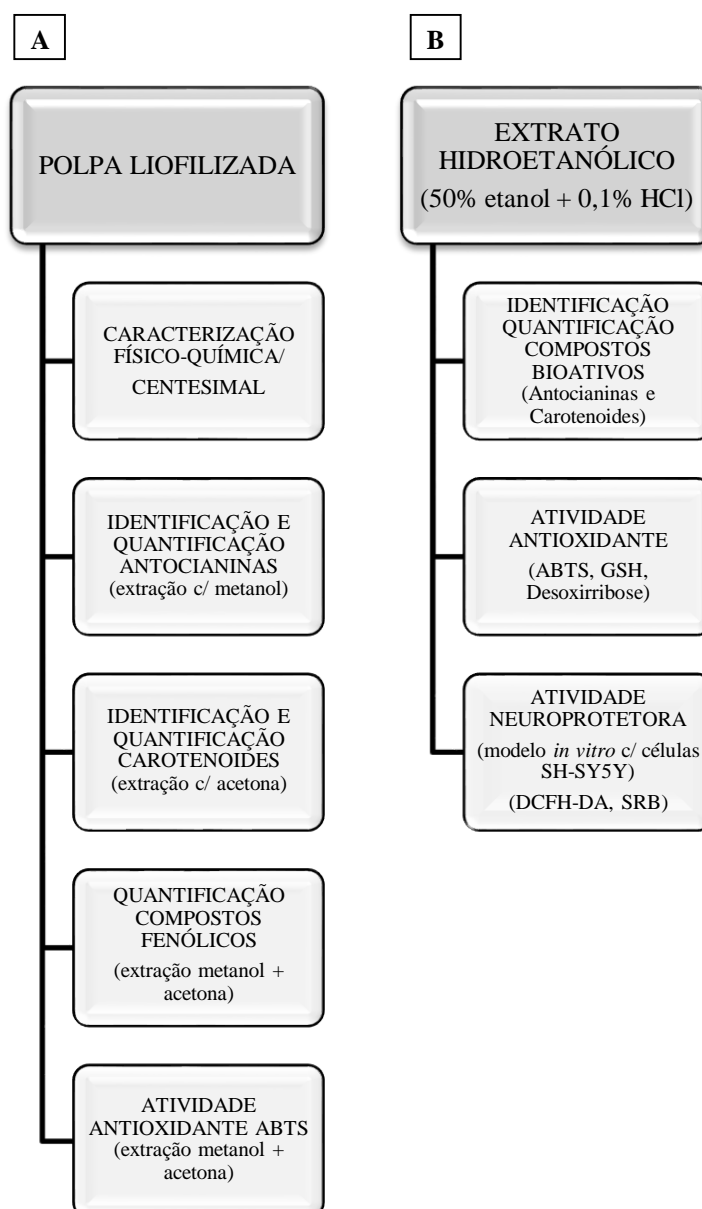 A
POLPA LIOFILIZADA
CARACTERIZAÇÃO
FÍSICO-QUÍMICA/
CENTESIMAL
IDENTIFICAÇÃO E
QUANTIFICAÇÃO
ANTOCIANINAS
(extração c/ metanol)
IDENTIFICAÇÃO E
QUANTIFICAÇÃO
CAROTENOIDES
(extração c/ acetona)
QUANTIFICAÇÃO
COMPOSTOS
FENÓLICOS
(extração metanol +
acetona)
ATIVIDADE
ANTIOXIDANTE ABTS
(extração metanol +
acetona)
B
EXTRATO
HIDROETANÓLICO
(50% etanol + 0,1% HCl)
IDENTIFICAÇÃO
QUANTIFICAÇÃO
COMPOSTOS
BIOATIVOS
(Antocianinas e
Carotenoides)
ATIVIDADE
ANTIOXIDANTE
(ABTS, GSH,
Desoxirribose)
ATIVIDADE
NEUROPROTETORA
(modelo in vitro c/ células
SH-SY5Y)
(DCFH-DA, SRB)